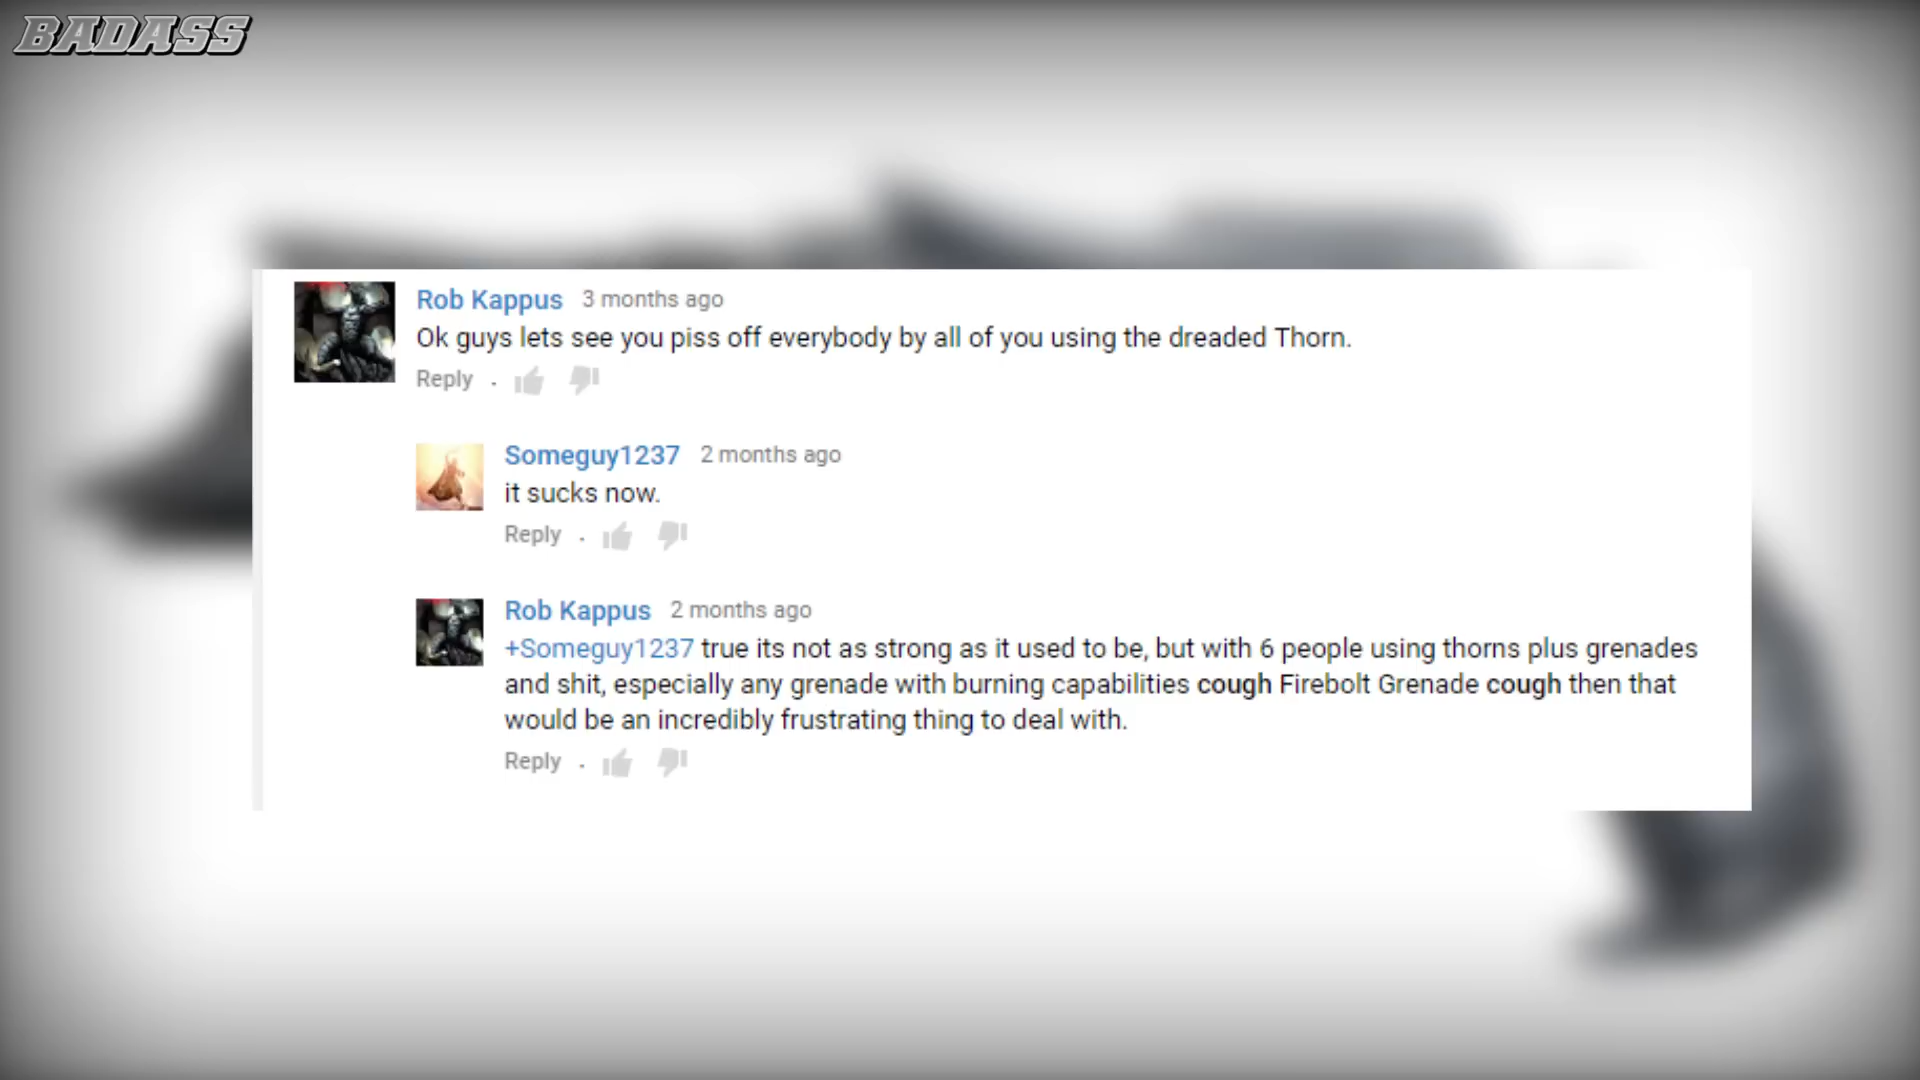 BADASS
Rob Kappus 3 months ago
Ok guys lets see you piss off everybody by all of you using the dreaded Thorn.
Reply .
Someguy1237 2 months ago
it sucks now.
Reply .
Rob Kappus 2 months ago
+Someguy1237 true its not as strong as it used to be, but with 6 people using thorns plus grenades
and shit, especially any grenade with burning capabilities cough Firebolt Grenade cough then that
would be an incredibly frustrating thing to deal with.
Reply .